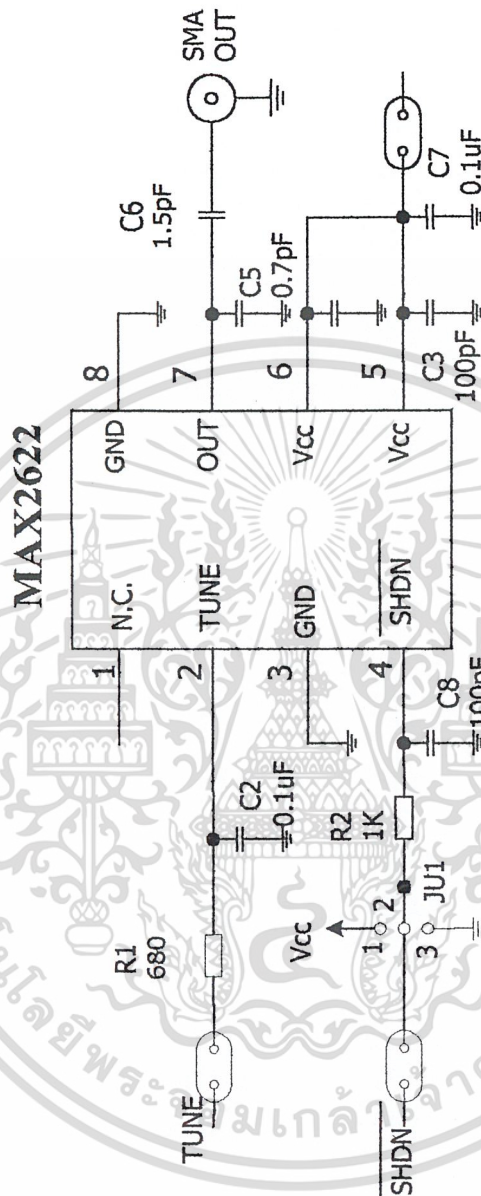 MAX2622
SMA
OUT
C6
1.5pF
8
GND
7
OUT
C5
0.7pF
6
Vcc
5
Vcc
C3
100pF
C7
0.1uF
1
N.C.
2
TUNE
3
GND
4
SHDN
C2
0.1uF
R1
680
TUNE
C8
100pF
R2
1K
Vcc
1
2
3
JU1
SHDN